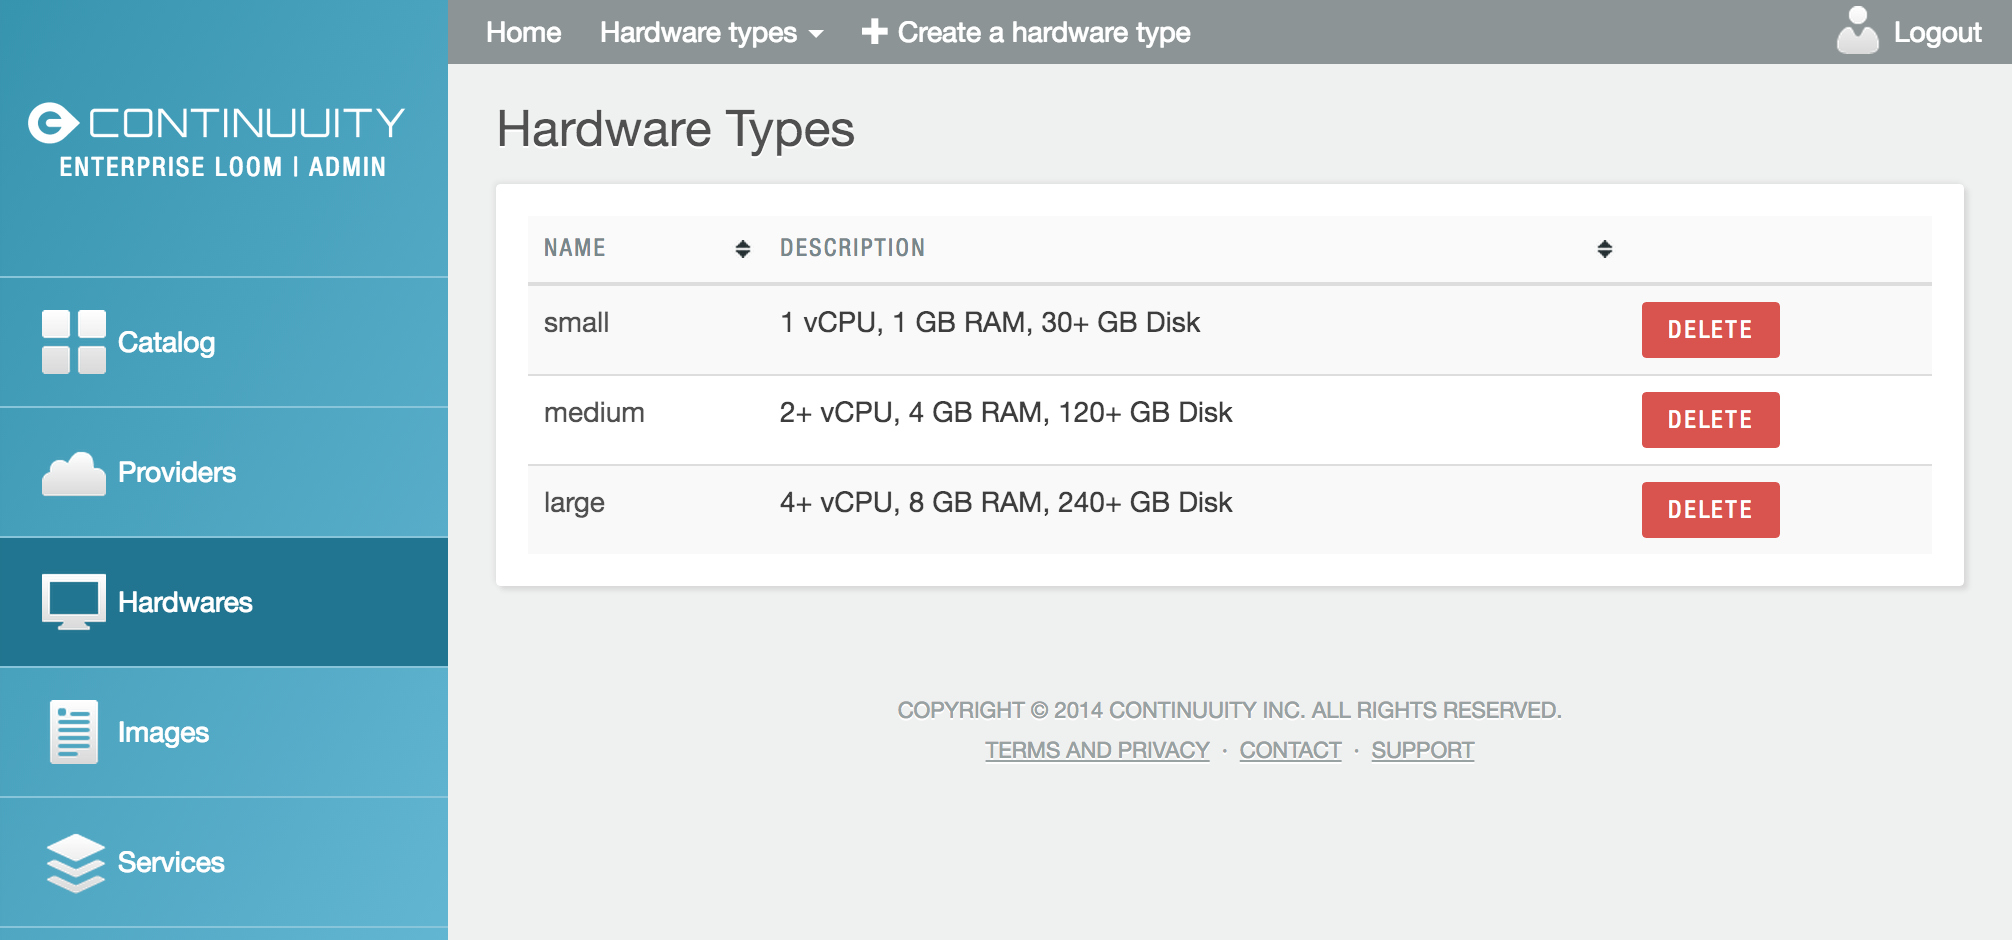 CONTINUUITY
ENTERPRISE LOOM | ADMIN
Catalog
Providers
Hardwares
Images
Services
Home Hardware types Create a hardware type Logout
Hardware Types
NAME DESCRIPTION
small 1 vCPU, 1 GB RAM, 30+ GB Disk DELETE
medium 2+ vCPU, 4 GB RAM, 120+ GB Disk DELETE
large 4+ vCPU, 8 GB RAM, 240+ GB Disk DELETE
COPYRIGHT © 2014 CONTINUUITY INC. ALL RIGHTS RESERVED.
TERMS AND PRIVACY · CONTACT · SUPPORT